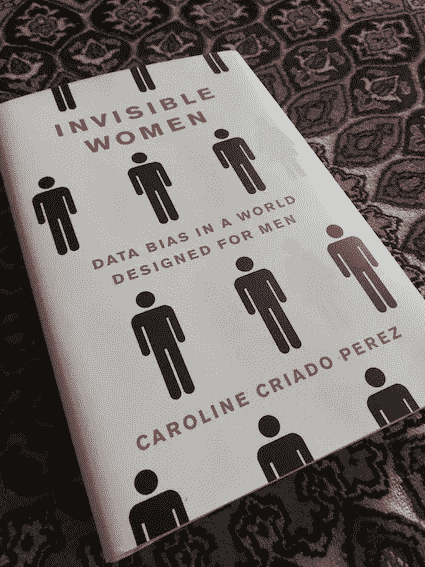 INVISIBLE
WOMEN
DATA BIAS IN A WORLD
DESIGNED FOR MEN
CAROLINE CRIADO PEREZ